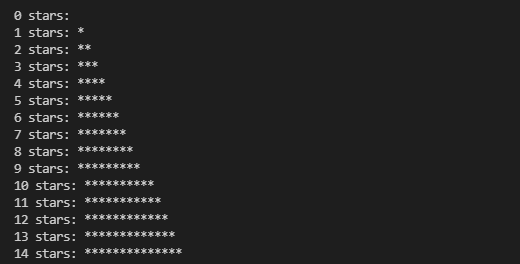 0 stars:
1 stars: *
2 stars: **
3 stars: ***
4 stars: ****
5 stars: *****
6 stars: ******
7 stars: *******
8 stars: ********
9 stars: *********
10 stars: **********
11 stars: ***********
12 stars: ************
13 stars: *************
14 stars: **************